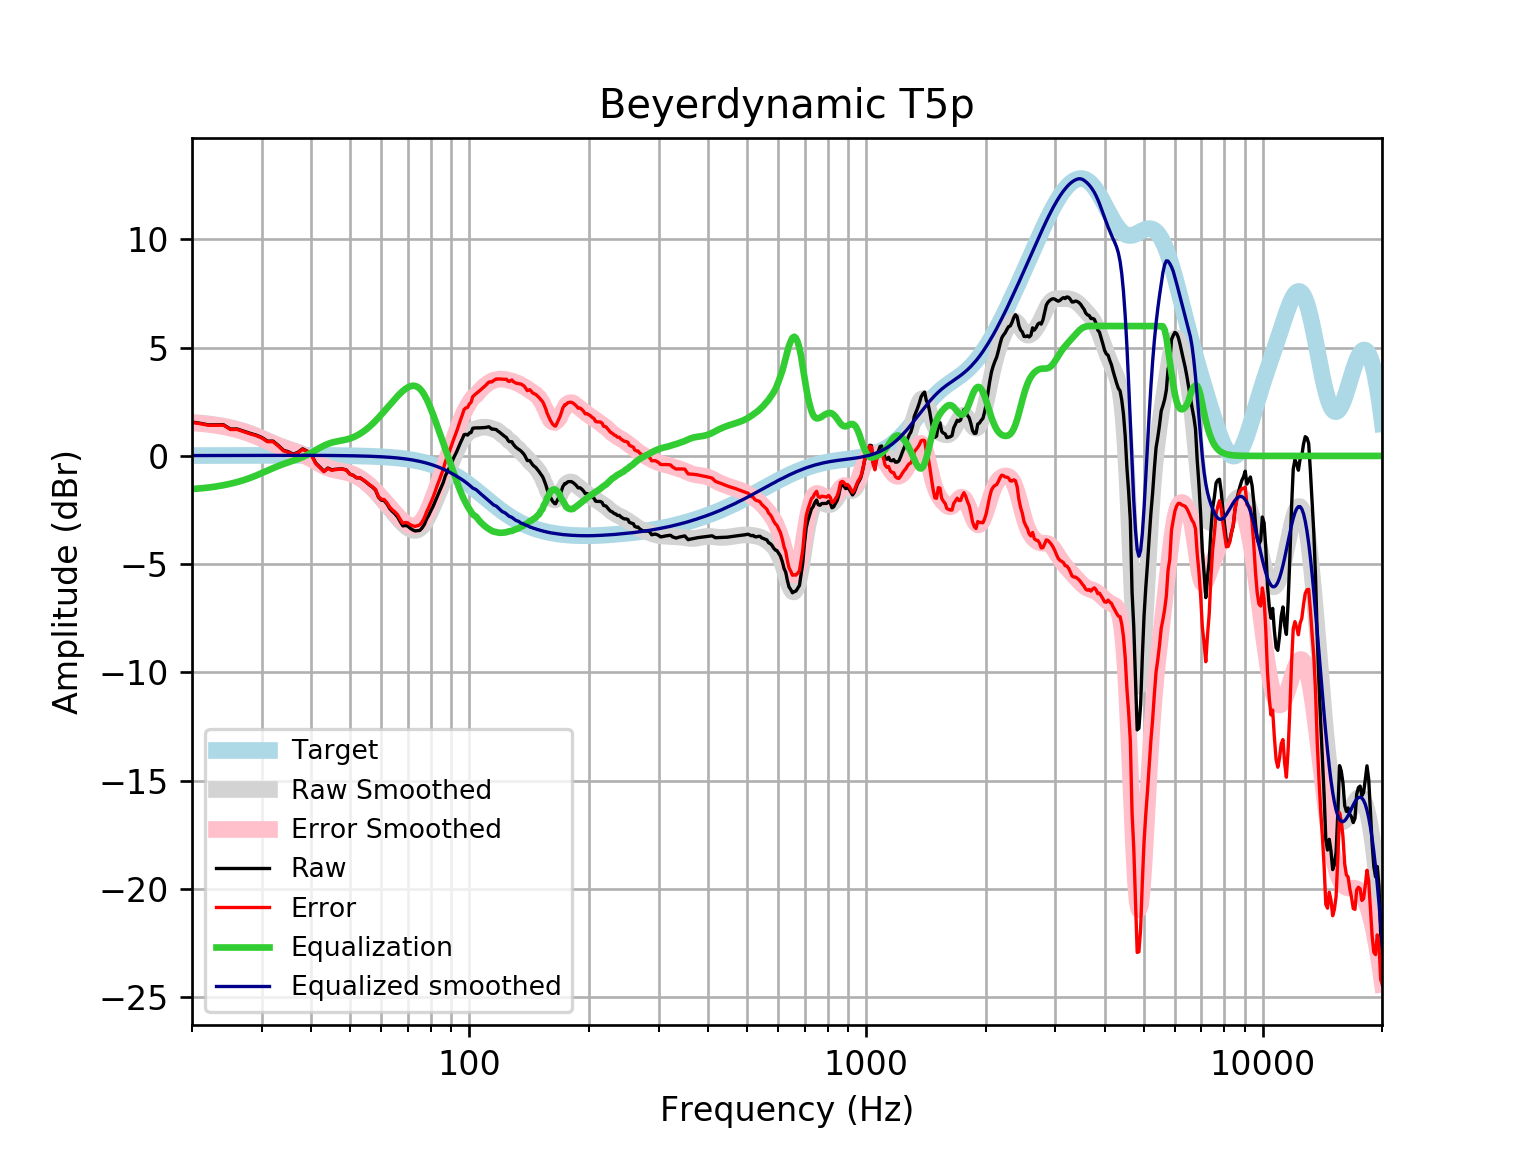 Beyerdynamic T5p
Amplitude (dBr)
10
5
0
−5
−10
−15
−20
−25
Target
Raw Smoothed
Error Smoothed
Raw
Error
Equalization
Equalized smoothed
100
1000
10000
Frequency (Hz)